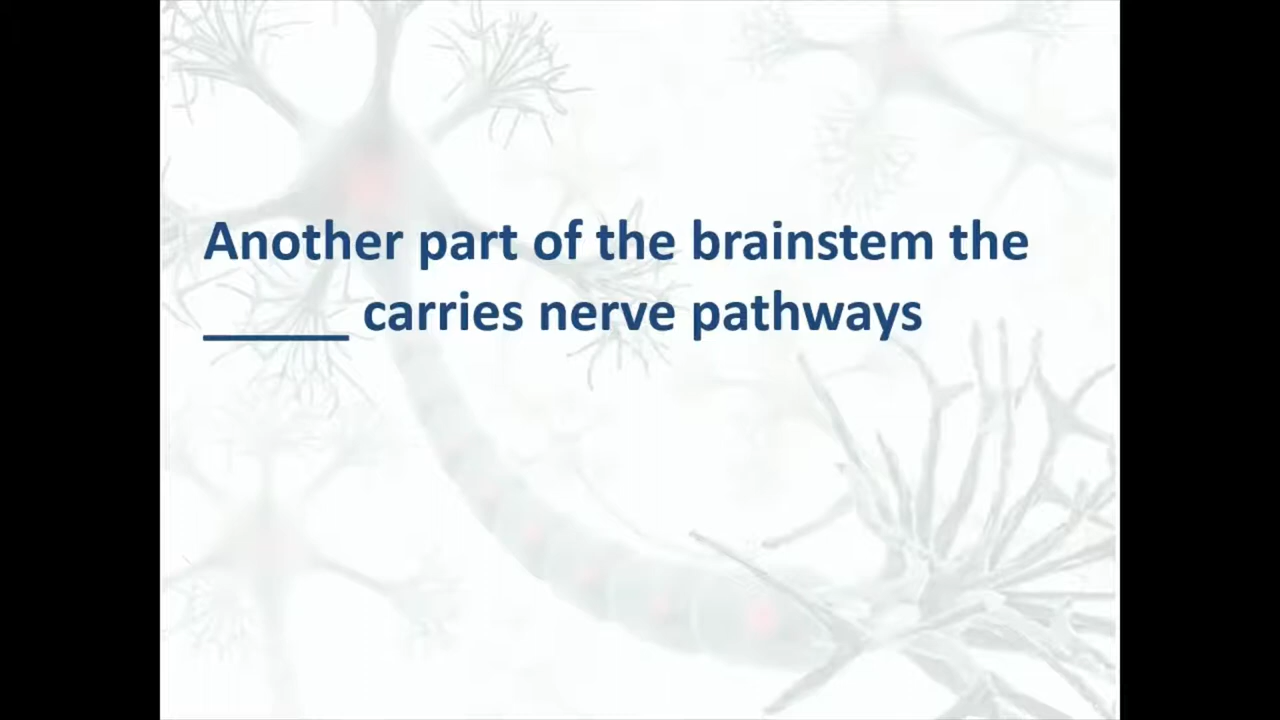 Another part of the brainstem the
______ carries nerve pathways